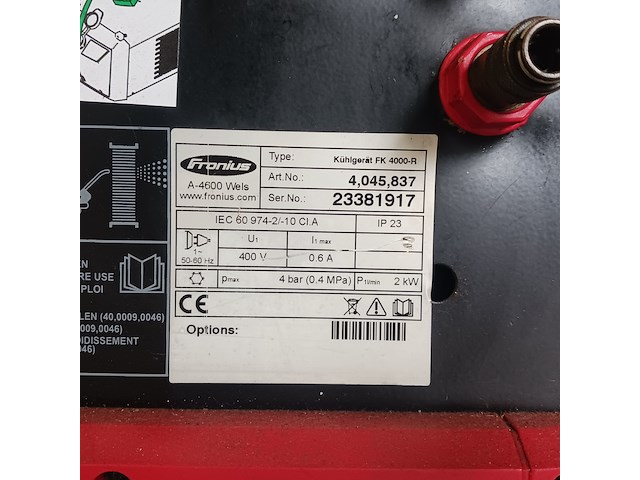 Fronius
A-4600 Wels
www.fronius.com
Type: Kühlgerät FK 4000-R
Art.No.: 4,045,837
Ser.No.: 23381917
IEC 60 974-2/-10 Cl.A IP 23
1~
50-60 Hz
U1 I1 max
400 V 0.6 A
pmax 4 bar (0.4 MPa) P1l/min 2 kW
CE
Options:
EN
RE USE
PLOI
LEN (40,0009,0046)
009,0046)
IDISSEMENT
46)